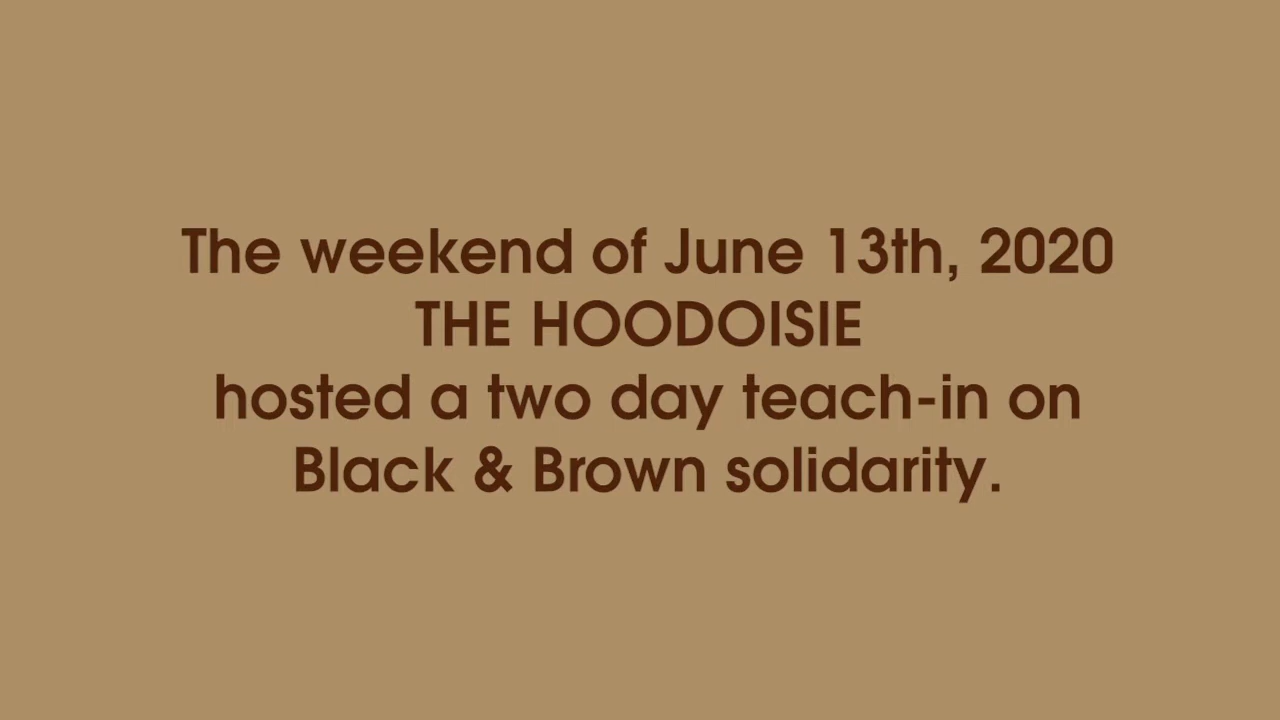 The weekend of June 13th, 2020
THE HOODOISIE
hosted a two day teach-in on
Black & Brown solidarity.